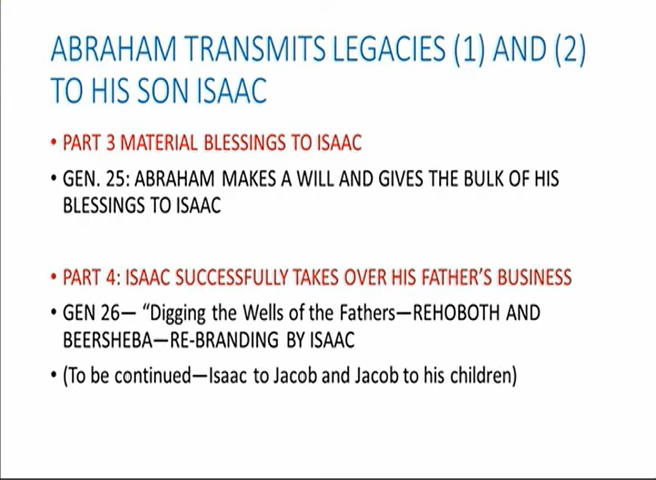 ABRAHAM TRANSMITS LEGACIES (1) AND (2)
TO HIS SON ISAAC
• PART 3 MATERIAL BLESSINGS TO ISAAC
• GEN. 25: ABRAHAM MAKES A WILL AND GIVES THE BULK OF HIS
BLESSINGS TO ISAAC
• PART 4: ISAAC SUCCESSFULLY TAKES OVER HIS FATHER'S BUSINESS
• GEN 26— “Digging the Wells of the Fathers—REHOBOTH AND
BEERSHEBA—RE-BRANDING BY ISAAC
• (To be continued—Isaac to Jacob and Jacob to his children)